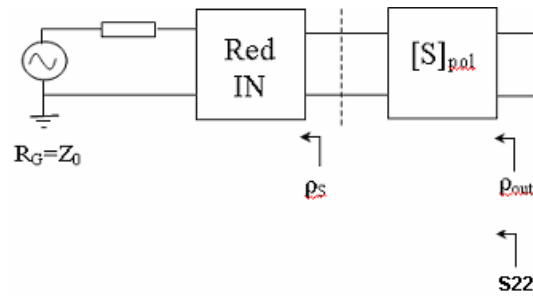 Red
IN
[S]pol
RG=Z0
ρS
ρout
S22